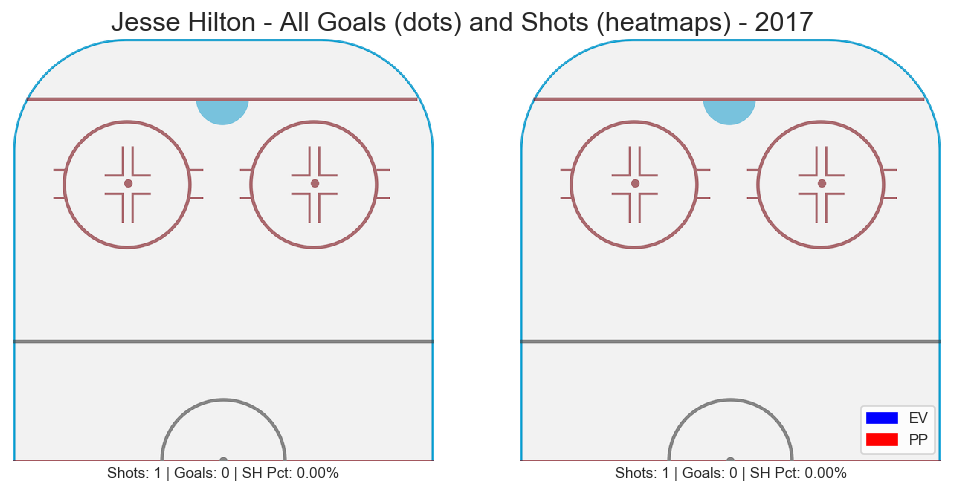 Jesse Hilton - All Goals (dots) and Shots (heatmaps) - 2017
EV
PP
Shots: 1 | Goals: 0 | SH Pct: 0.00%
Shots: 1 | Goals: 0 | SH Pct: 0.00%